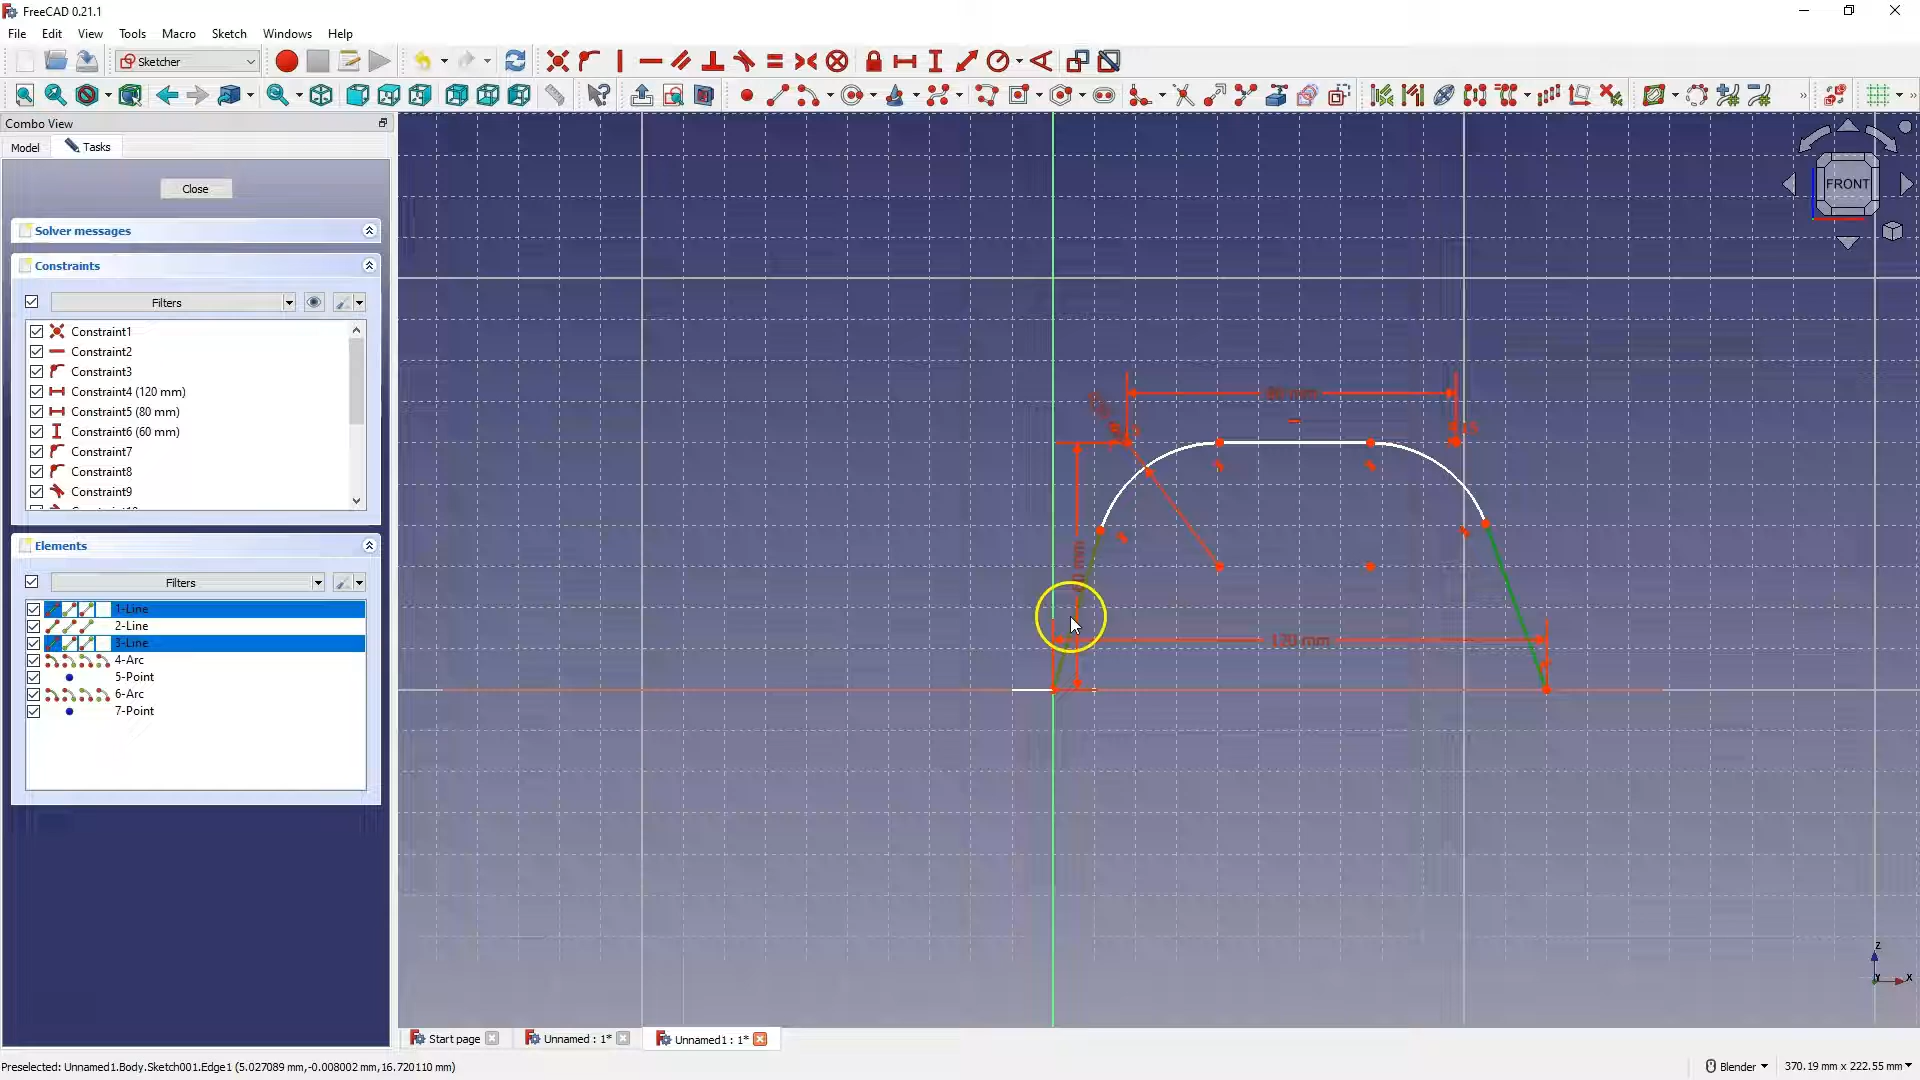 FreeCAD 0.21.1
File Edit View Tools Macro Sketch Windows Help
Sketcher
Combo View
Model Tasks
Close
Solver messages
Constraints
Filters
Constraint1
Constraint2
Constraint3
Constraint4 (120 mm)
Constraint5 (80 mm)
Constraint6 (60 mm)
Constraint7
Constraint8
Constraint9
Elements
Filters
1-Line
2-Line
3-Line
4-Arc
5-Point
6-Arc
7-Point
FRONT
80 mm
120 mm
Z
Y X
Start page Unnamed : 1* Unnamed1 : 1*
Preselected: Unnamed1.Body.Sketch001.Edge1 (5.027089 mm,-0.008002 mm,16.720110 mm) Blender 370.19 mm x 222.55 mm